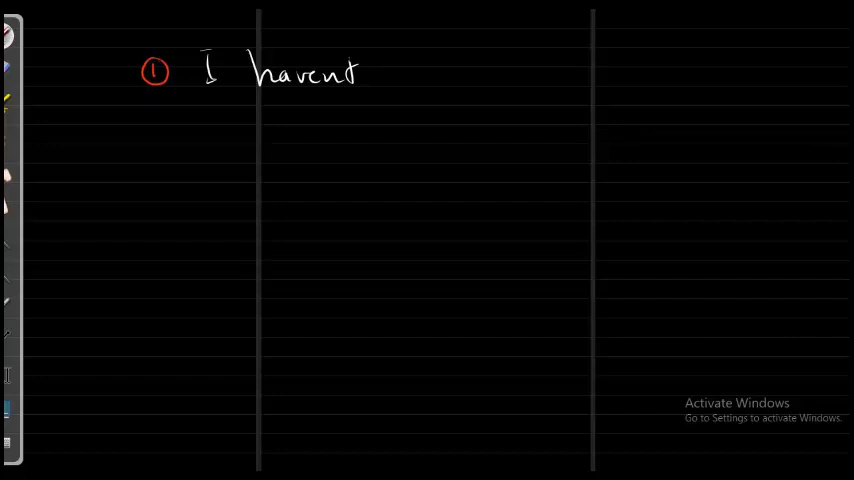 ① I havent
Activate Windows
Go to Settings to activate Windows.